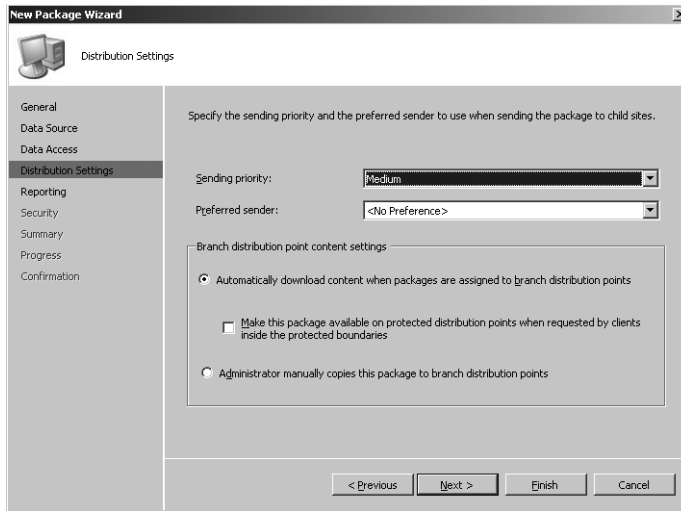 New Package Wizard
Distribution Settings
General
Data Source
Data Access
Distribution Settings
Reporting
Security
Summary
Progress
Confirmation
Specify the sending priority and the preferred sender to use when sending the package to child sites.
Sending priority:
Medium
Preferred sender:
<No Preference>
Branch distribution point content settings
Automatically download content when packages are assigned to branch distribution points
Make this package available on protected distribution points when requested by clients
inside the protected boundaries
Administrator manually copies this package to branch distribution points
< Previous
Next >
Finish
Cancel